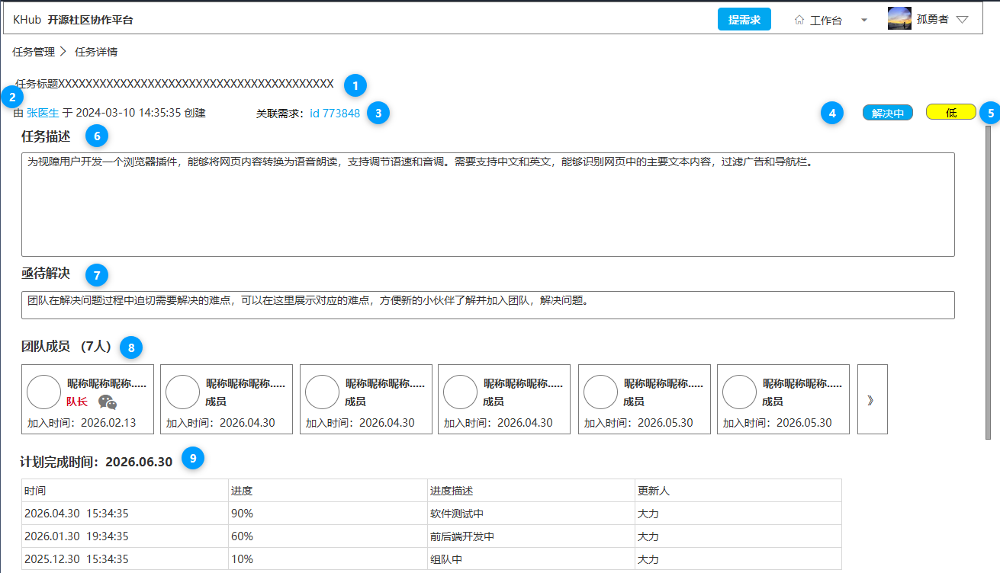 KHub 开源社区协作平台 提需求 工作台 孤勇者
任务管理 任务详情
任务标题XXXXXXXXXXXXXXXXXXXXXXXXXXXXXXXXXXXXXXXX 1
2
由 张医生 于 2024-03-10 14:35:35 创建 关联需求：id 773848 3 4 解决中 低 5
任务描述 6
为视障用户开发一个浏览器插件，能够将网页内容转换为语音朗读，支持调节语速和音调。需要支持中文和英文，能够识别网页中的主要文本内容，过滤广告和导航栏。
亟待解决 7
团队在解决问题过程中迫切需要解决的难点，可以在这里展示对应的难点，方便新的小伙伴了解并加入团队，解决问题。
团队成员 （7人） 8
昵称昵称昵称...... 昵称昵称昵称...... 昵称昵称昵称...... 昵称昵称昵称...... 昵称昵称昵称...... 昵称昵称昵称......
队长 成员 成员 成员 成员 成员 》
加入时间：2026.02.13 加入时间：2026.04.30 加入时间：2026.04.30 加入时间：2026.04.30 加入时间：2026.05.30 加入时间：2026.05.30
计划完成时间：2026.06.30 9
时间 进度 进度描述 更新人
2026.04.30 15:34:35 90% 软件测试中 大力
2026.01.30 19:34:35 60% 前后端开发中 大力
2025.12.30 15:34:35 10% 组队中 大力